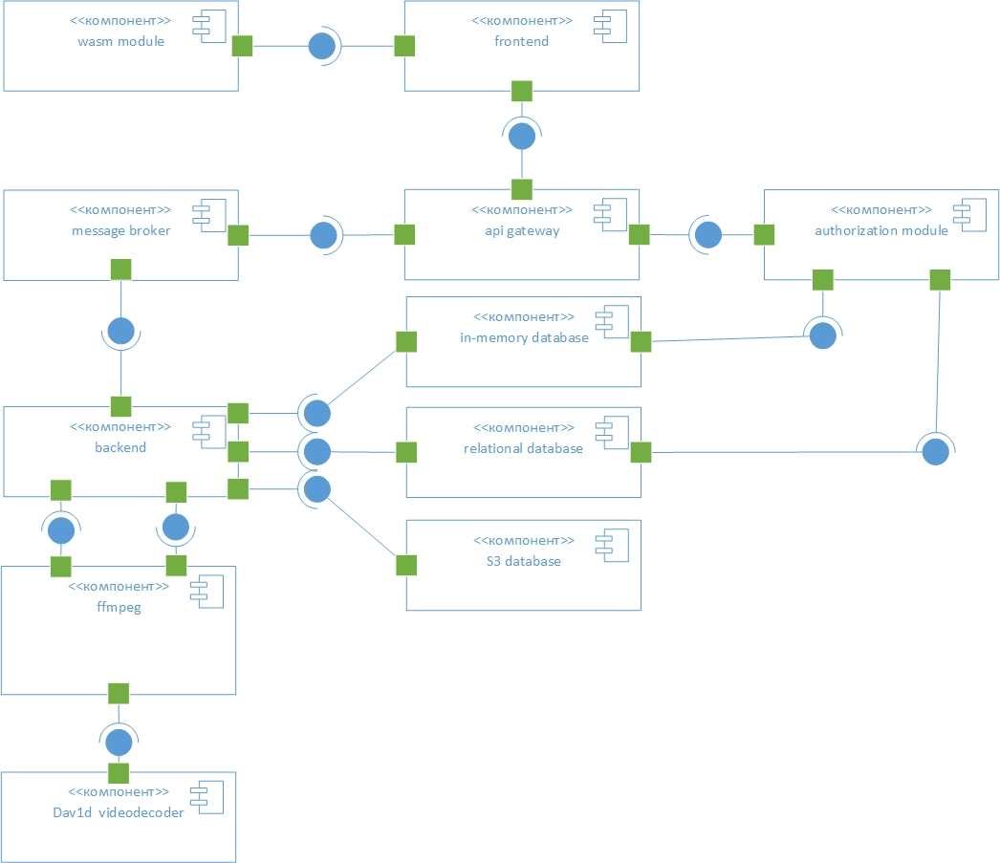 <<компонент>>
wasm module
<<компонент>>
frontend
<<компонент>>
message broker
<<компонент>>
api gateway
<<компонент>>
authorization module
<<компонент>>
in-memory database
<<компонент>>
backend
<<компонент>>
relational database
<<компонент>>
S3 database
<<компонент>>
ffmpeg
<<компонент>>
Dav1d videodecoder